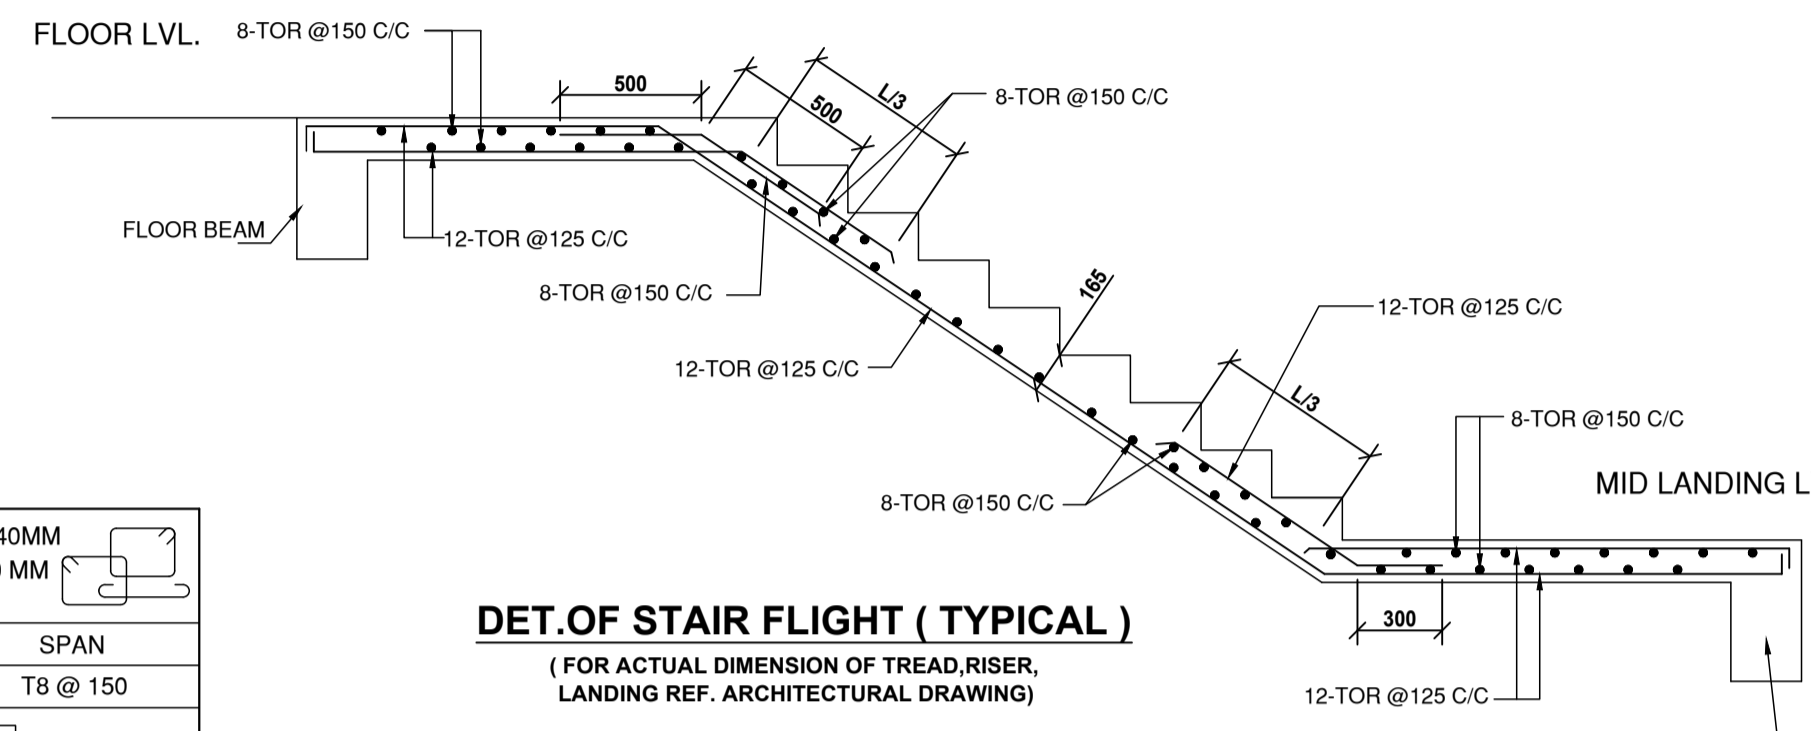 FLOOR LVL.
8-TOR @150 C/C
500
500
L/3
8-TOR @150 C/C
FLOOR BEAM
12-TOR @125 C/C
8-TOR @150 C/C
165
12-TOR @125 C/C
12-TOR @125 C/C
L/3
8-TOR @150 C/C
8-TOR @150 C/C
MID LANDING L
40MM
MM
SPAN
T8 @ 150
DET.OF STAIR FLIGHT ( TYPICAL )
( FOR ACTUAL DIMENSION OF TREAD,RISER,
LANDING REF. ARCHITECTURAL DRAWING)
300
12-TOR @125 C/C